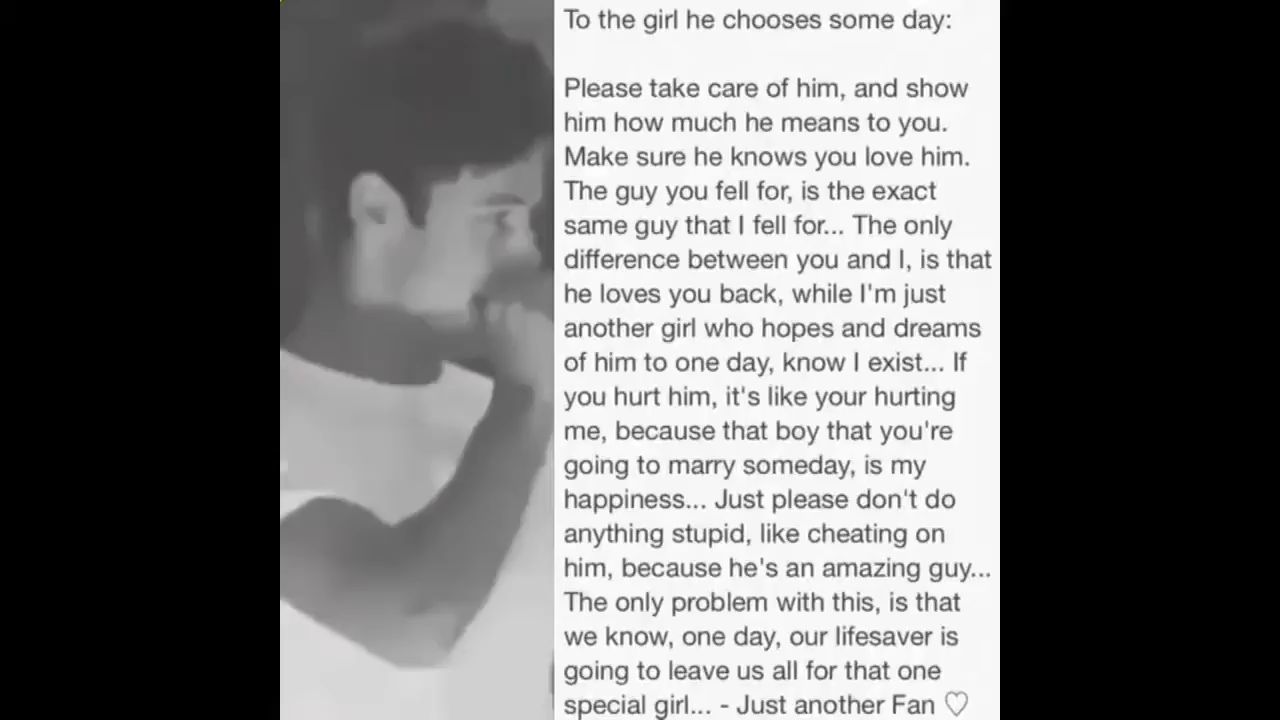 To the girl he chooses some day:
Please take care of him, and show
him how much he means to you.
Make sure he knows you love him.
The guy you fell for, is the exact
same guy that I fell for... The only
difference between you and I, is that
he loves you back, while I'm just
another girl who hopes and dreams
of him to one day, know I exist... If
you hurt him, it's like your hurting
me, because that boy that you're
going to marry someday, is my
happiness... Just please don't do
anything stupid, like cheating on
him, because he's an amazing guy...
The only problem with this, is that
we know, one day, our lifesaver is
going to leave us all for that one
special girl... - Just another Fan ♡